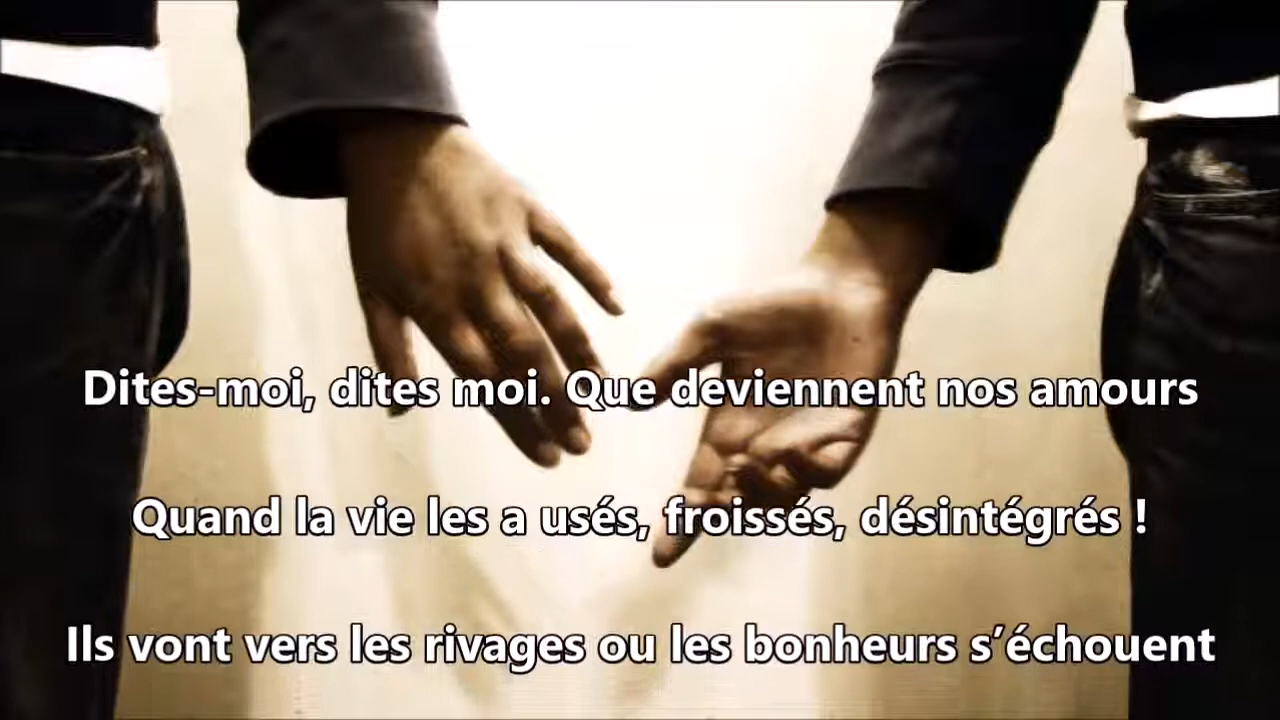 Dites-moi, dites moi. Que deviennent nos amours
Quand la vie les a usés, froissés, désintégrés !
Ils vont vers les rivages ou les bonheurs s’échouent